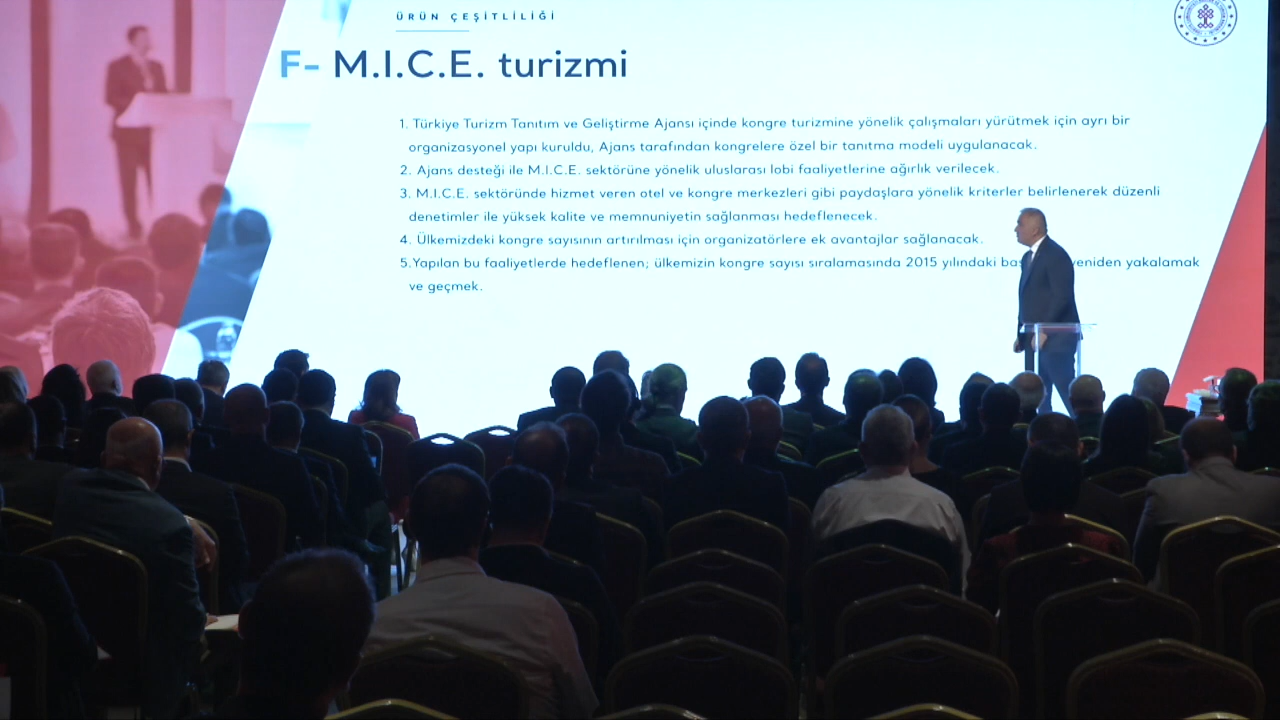 ÜRÜN ÇEŞİTLİLİĞİ
F- M.I.C.E. turizmi
1. Türkiye Turizm Tanıtım ve Geliştirme Ajansı içinde kongre turizmine yönelik çalışmaları yürütmek için ayrı bir
organizasyonel yapı kuruldu, Ajans tarafından kongrelere özel bir tanıtma modeli uygulanacak.
2. Ajans desteği ile M.I.C.E. sektörüne yönelik uluslarası lobi faaliyetlerine ağırlık verilecek.
3. M.I.C.E. sektöründe hizmet veren otel ve kongre merkezleri gibi paydaşlara yönelik kriterler belirlenerek düzenli
denetimler ile yüksek kalite ve memnuniyetin sağlanması hedeflenecek.
4. Ülkemizdeki kongre sayısının artırılması için organizatörlere ek avantajlar sağlanacak.
5.Yapılan bu faaliyetlerde hedeflenen; ülkemizin kongre sayısı sıralamasında 2015 yılındaki yeniden yakalamak
ve geçmek.